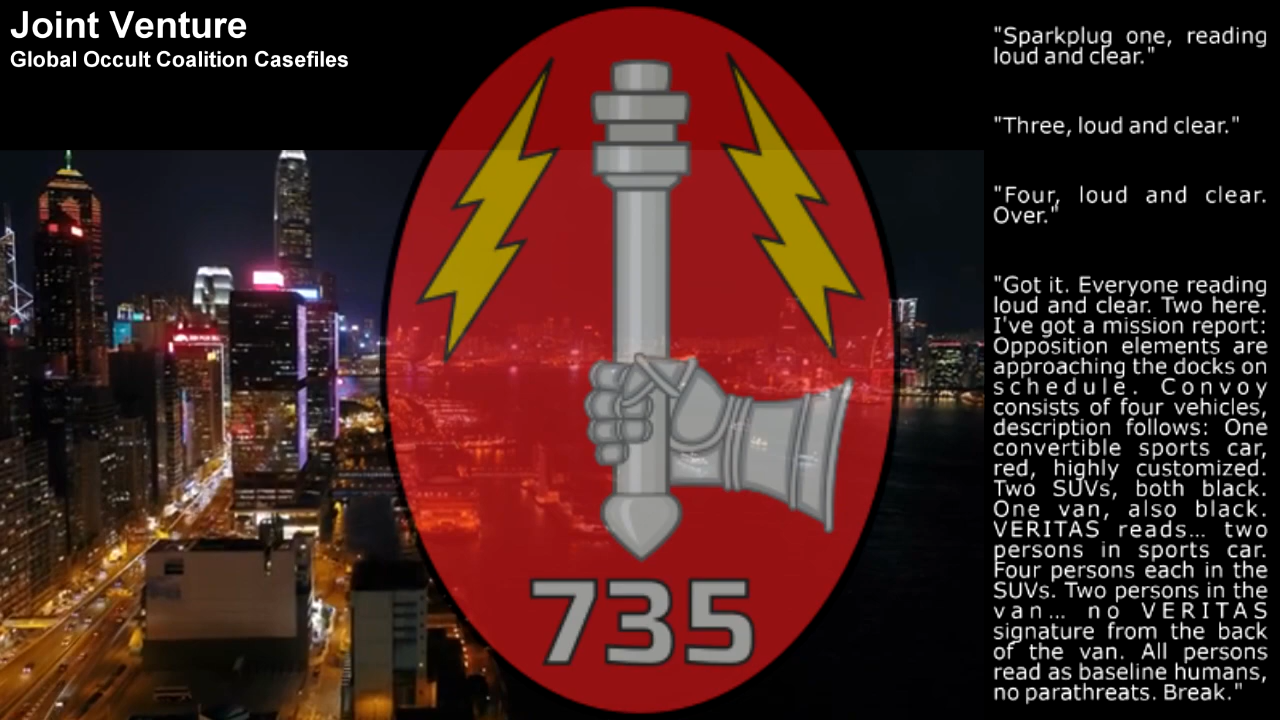 Joint Venture
Global Occult Coalition Casefiles
735
"Sparkplug one, reading
loud and clear."
"Three, loud and clear."
"Four, loud and clear.
Over."
"Got it. Everyone reading
loud and clear. Two here.
I've got a mission report:
Opposition elements are
approaching the docks on
schedule. Convoy
consists of four vehicles,
description follows: One
convertible sports car,
red, highly customized.
Two SUVs, both black.
One van, also black.
VERITAS reads... two
persons in sports car.
Four persons each in the
SUVs. Two persons in the
van... no VERITAS
signature from the back
of the van. All persons
read as baseline humans,
no parathreats. Break."